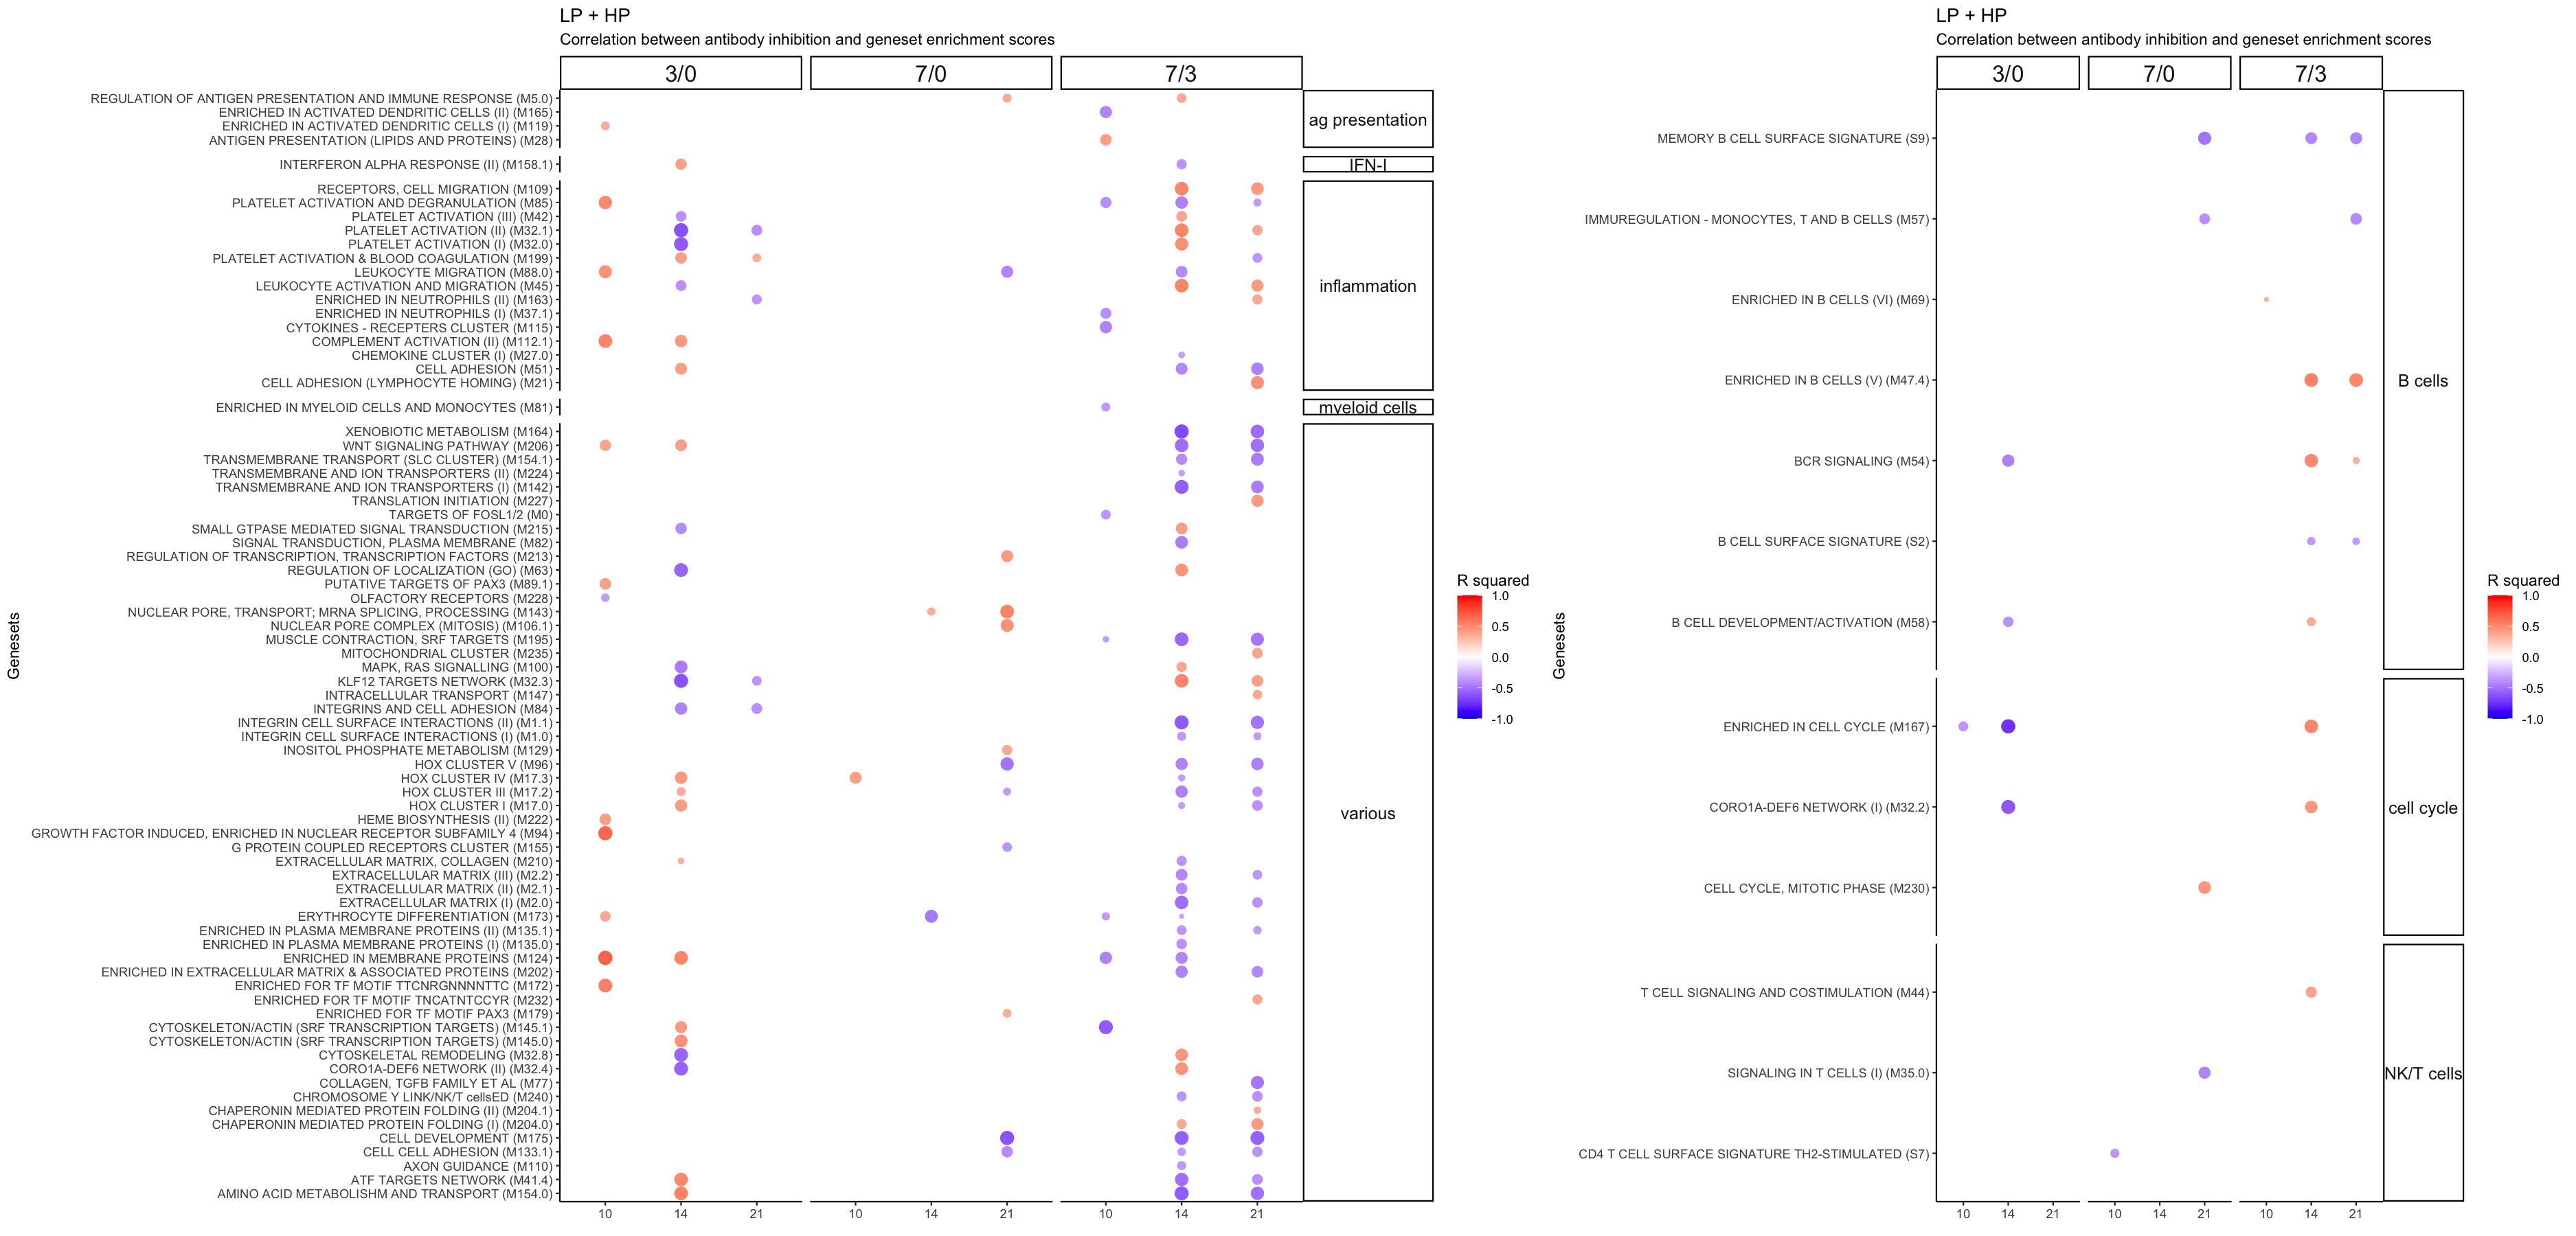 LP + HP
Correlation between antibody inhibition and geneset enrichment scores
3/0
7/0
7/3
REGULATION OF ANTIGEN PRESENTATION AND IMMUNE RESPONSE (M5.0)
ENRICHED IN ACTIVATED DENDRITIC CELLS (II) (M165)
ENRICHED IN ACTIVATED DENDRITIC CELLS (I) (M119)
ANTIGEN PRESENTATION (LIPIDS AND PROTEINS) (M28)
ag presentation
INTERFERON ALPHA RESPONSE (II) (M158.1)
IFN-I
RECEPTORS, CELL MIGRATION (M109)
PLATELET ACTIVATION AND DEGRANULATION (M85)
PLATELET ACTIVATION (III) (M42)
PLATELET ACTIVATION (II) (M32.1)
PLATELET ACTIVATION (I) (M32.0)
PLATELET ACTIVATION & BLOOD COAGULATION (M199)
LEUKOCYTE MIGRATION (M88.0)
LEUKOCYTE ACTIVATION AND MIGRATION (M45)
ENRICHED IN NEUTROPHILS (II) (M163)
ENRICHED IN NEUTROPHILS (I) (M37.1)
CYTOKINES - RECEPTERS CLUSTER (M115)
COMPLEMENT ACTIVATION (II) (M112.1)
CHEMOKINE CLUSTER (I) (M27.0)
CELL ADHESION (M51)
CELL ADHESION (LYMPHOCYTE HOMING) (M21)
inflammation
ENRICHED IN MYELOID CELLS AND MONOCYTES (M81)
myeloid cells
XENOBIOTIC METABOLISM (M164)
WNT SIGNALING PATHWAY (M206)
TRANSMEMBRANE TRANSPORT (SLC CLUSTER) (M154.1)
TRANSMEMBRANE AND ION TRANSPORTERS (II) (M224)
TRANSMEMBRANE AND ION TRANSPORTERS (I) (M142)
TRANSLATION INITIATION (M227)
TARGETS OF FOSL1/2 (M0)
SMALL GTPASE MEDIATED SIGNAL TRANSDUCTION (M215)
SIGNAL TRANSDUCTION, PLASMA MEMBRANE (M82)
REGULATION OF TRANSCRIPTION, TRANSCRIPTION FACTORS (M213)
REGULATION OF LOCALIZATION (GO) (M63)
PUTATIVE TARGETS OF PAX3 (M89.1)
OLFACTORY RECEPTORS (M228)
NUCLEAR PORE, TRANSPORT; MRNA SPLICING, PROCESSING (M143)
NUCLEAR PORE COMPLEX (MITOSIS) (M106.1)
MUSCLE CONTRACTION, SRF TARGETS (M195)
MITOCHONDRIAL CLUSTER (M235)
MAPK, RAS SIGNALLING (M100)
KLF12 TARGETS NETWORK (M32.3)
INTRACELLULAR TRANSPORT (M147)
INTEGRINS AND CELL ADHESION (M84)
INTEGRIN CELL SURFACE INTERACTIONS (II) (M1.1)
INTEGRIN CELL SURFACE INTERACTIONS (I) (M1.0)
INOSITOL PHOSPHATE METABOLISM (M129)
HOX CLUSTER V (M96)
HOX CLUSTER IV (M17.3)
HOX CLUSTER III (M17.2)
HOX CLUSTER I (M17.0)
HEME BIOSYNTHESIS (II) (M222)
GROWTH FACTOR INDUCED, ENRICHED IN NUCLEAR RECEPTOR SUBFAMILY 4 (M94)
G PROTEIN COUPLED RECEPTORS CLUSTER (M155)
EXTRACELLULAR MATRIX, COLLAGEN (M210)
EXTRACELLULAR MATRIX (III) (M2.2)
EXTRACELLULAR MATRIX (II) (M2.1)
EXTRACELLULAR MATRIX (I) (M2.0)
ERYTHROCYTE DIFFERENTIATION (M173)
ENRICHED IN PLASMA MEMBRANE PROTEINS (II) (M135.1)
ENRICHED IN PLASMA MEMBRANE PROTEINS (I) (M135.0)
ENRICHED IN MEMBRANE PROTEINS (M124)
ENRICHED IN EXTRACELLULAR MATRIX & ASSOCIATED PROTEINS (M202)
ENRICHED FOR TF MOTIF TTCNRGNNNNTTC (M172)
ENRICHED FOR TF MOTIF TNCATNTCCYR (M232)
ENRICHED FOR TF MOTIF PAX3 (M179)
CYTOSKELETON/ACTIN (SRF TRANSCRIPTION TARGETS) (M145.1)
CYTOSKELETON/ACTIN (SRF TRANSCRIPTION TARGETS) (M145.0)
CYTOSKELETAL REMODELING (M32.8)
CORO1A-DEF6 NETWORK (II) (M32.4)
COLLAGEN, TGFB FAMILY ET AL (M77)
CHROMOSOME Y LINK/NK/T cellsED (M240)
CHAPERONIN MEDIATED PROTEIN FOLDING (II) (M204.1)
CHAPERONIN MEDIATED PROTEIN FOLDING (I) (M204.0)
CELL DEVELOPMENT (M175)
CELL CELL ADHESION (M133.1)
AXON GUIDANCE (M110)
ATF TARGETS NETWORK (M41.4)
AMINO ACID METABOLISHM AND TRANSPORT (M154.0)
various
Genesets
10 14 21
10 14 21
10 14 21
R squared
1.0
0.5
0.0
-0.5
-1.0
LP + HP
Correlation between antibody inhibition and geneset enrichment scores
3/0
7/0
7/3
MEMORY B CELL SURFACE SIGNATURE (S9)
IMMUREGULATION - MONOCYTES, T AND B CELLS (M57)
ENRICHED IN B CELLS (VI) (M69)
ENRICHED IN B CELLS (V) (M47.4)
BCR SIGNALING (M54)
B CELL SURFACE SIGNATURE (S2)
B CELL DEVELOPMENT/ACTIVATION (M58)
B cells
ENRICHED IN CELL CYCLE (M167)
CORO1A-DEF6 NETWORK (I) (M32.2)
CELL CYCLE, MITOTIC PHASE (M230)
cell cycle
T CELL SIGNALING AND COSTIMULATION (M44)
SIGNALING IN T CELLS (I) (M35.0)
CD4 T CELL SURFACE SIGNATURE TH2-STIMULATED (S7)
NK/T cells
Genesets
10 14 21
10 14 21
10 14 21
R squared
1.0
0.5
0.0
-0.5
-1.0